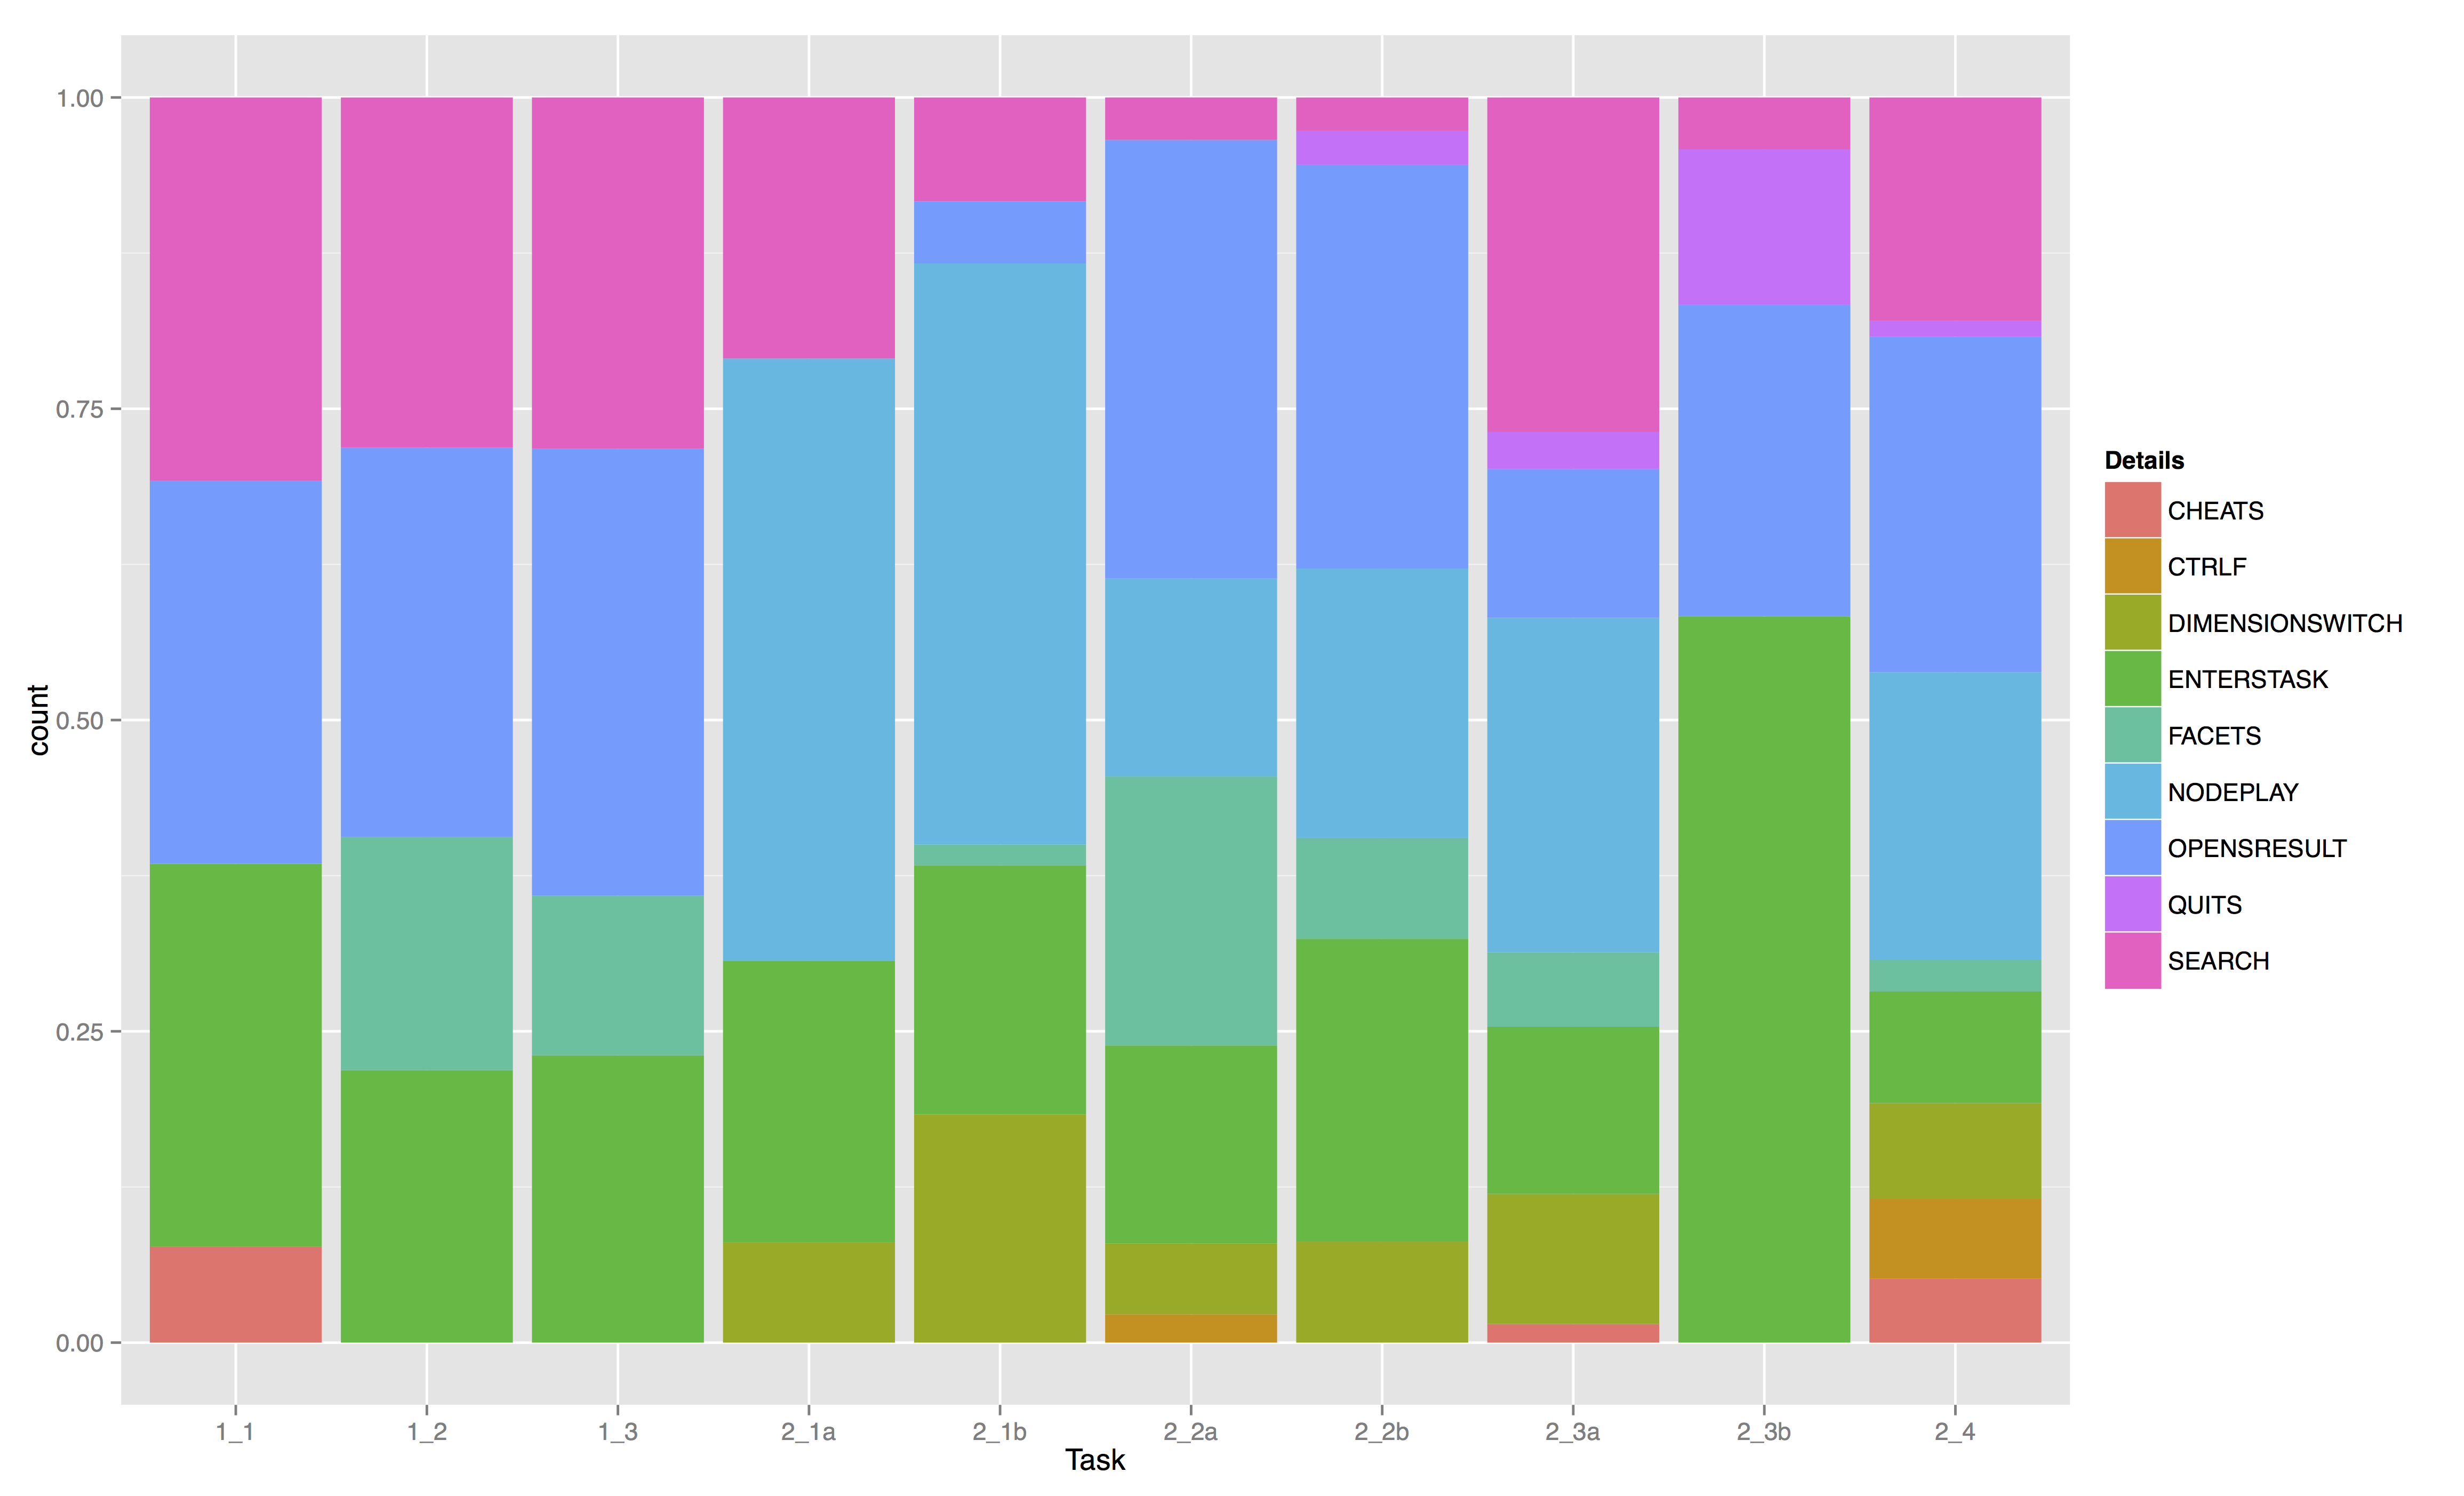 1.00
0.75
0.50
0.25
0.00
count
1_1 1_2 1_3 2_1a 2_1b 2_2a 2_2b 2_3a 2_3b 2_4
Task
Details
CHEATS
CTRLF
DIMENSIONSWITCH
ENTERSTASK
FACETS
NODEPLAY
OPENSRESULT
QUITS
SEARCH